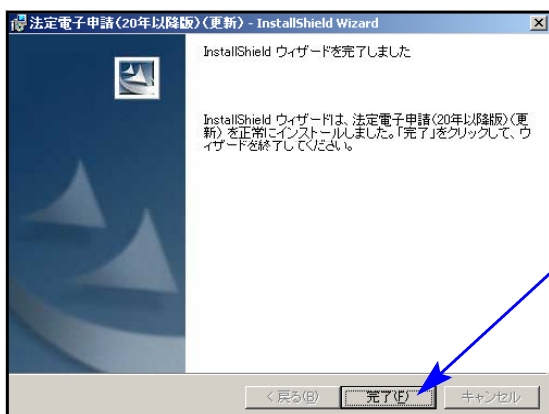 法定電子申請(20年以降版)(更新) - InstallShield Wizard
InstallShield ウィザードを完了しました
InstallShield ウィザードは、法定電子申請(20年以降版)(更
新) を正常にインストールしました。「完了」をクリックして、ウ
ィザードを終了してください。
< 戻る(B)
完了(F)
キャンセル